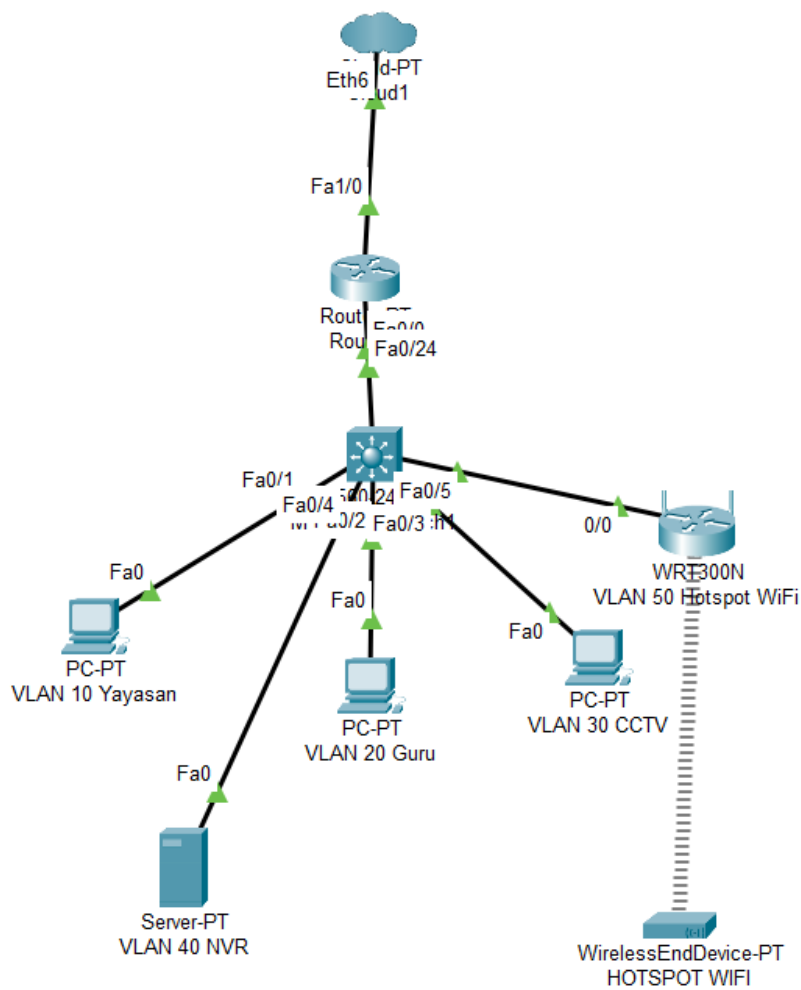 Eth6
Fa1/0
Fa0/24
Fa0/1
Fa0/4
Fa0/5
Fa0/3
Fa0
PC-PT
VLAN 10 Yayasan
Fa0
PC-PT
VLAN 20 Guru
Fa0
PC-PT
VLAN 30 CCTV
0/0
WRT300N
VLAN 50 Hotspot WiFi
Fa0
Server-PT
VLAN 40 NVR
WirelessEndDevice-PT
HOTSPOT WIFI